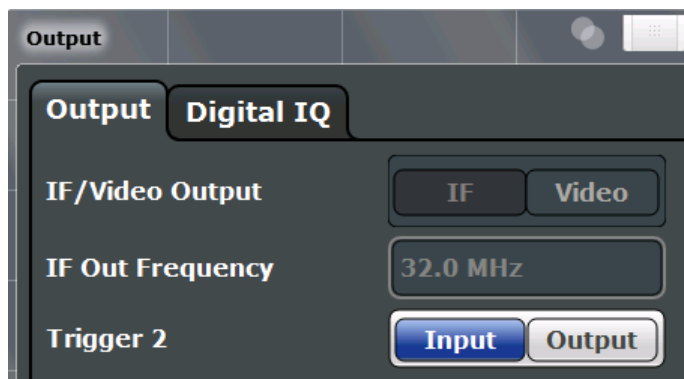 Output
Output Digital IQ
IF/Video Output IF Video
IF Out Frequency 32.0 MHz
Trigger 2 Input Output